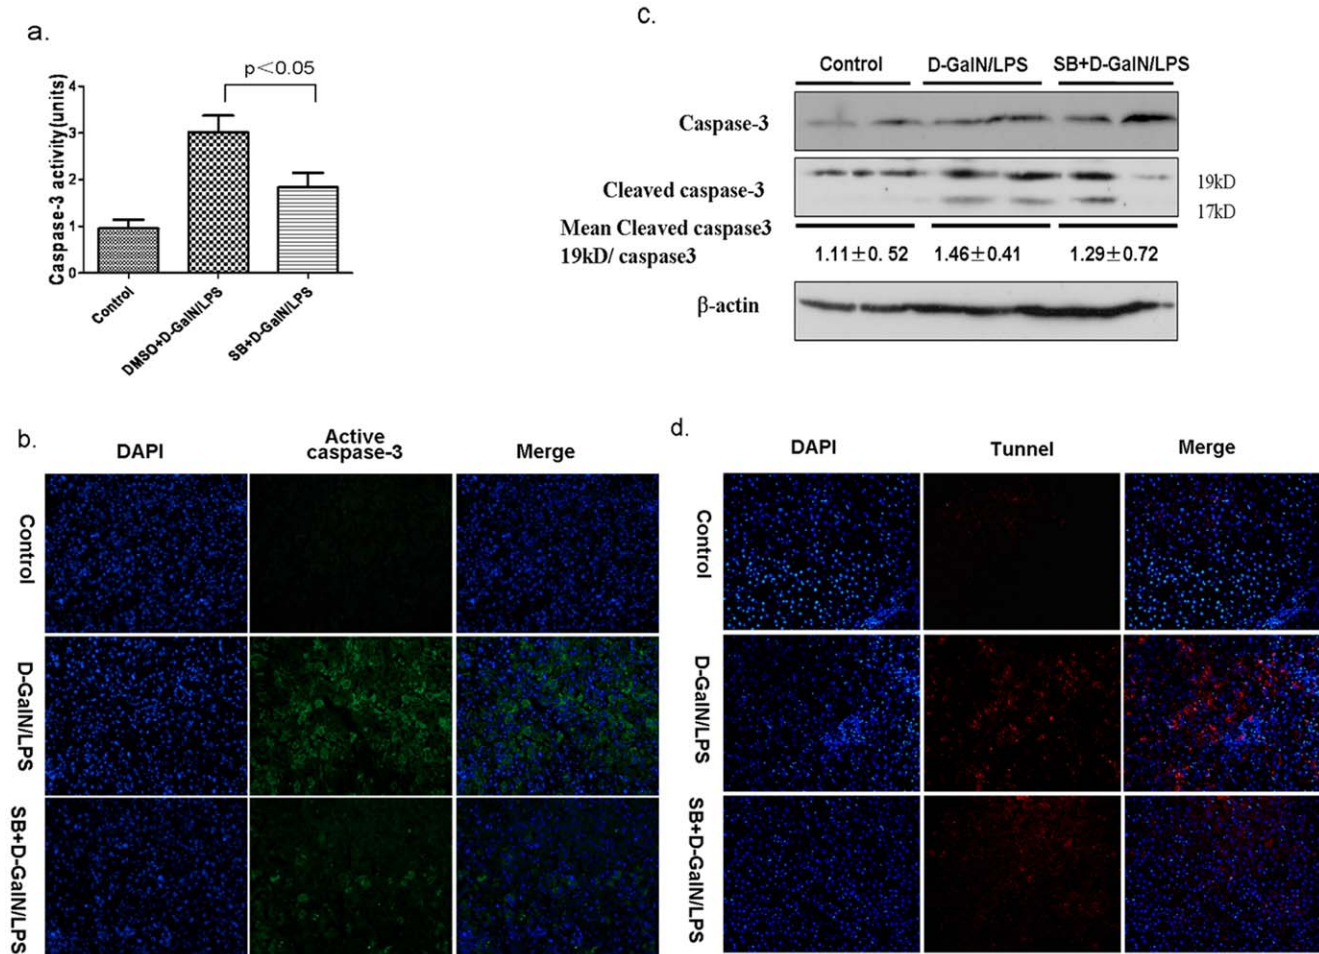 a.
p<0.05
Caspase-3 activity(units)
4
3
2
1
0
Control
DMSO+D-GalN/LPS
SB+D-GalN/LPS
c.
Control
D-GalN/LPS
SB+D-GalN/LPS
Caspase-3
Cleaved caspase-3
19kD
17kD
Mean Cleaved caspase3
19kD/ caspase3
1.11±0. 52
1.46±0.41
1.29±0.72
β-actin
b.
DAPI
Active
caspase-3
Merge
Control
D-GalN/LPS
SB+D-GalN/LPS
d.
DAPI
Tunnel
Merge
Control
D-GalN/LPS
SB+D-GalN/LPS